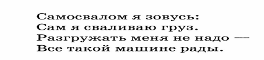 Самосвалом я зовусь:
Сам я сваливаю груз.
Разгружать меня не надо —
Все такой машине рады.